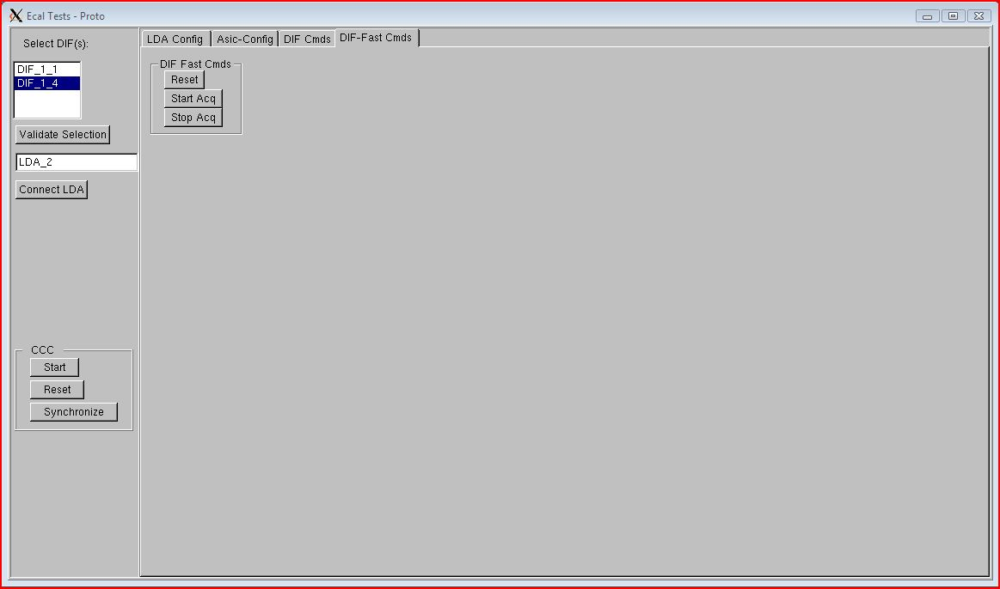 Ecal Tests - Proto
Select DIF(s):
DIF_1_1
DIF_1_4
Validate Selection
LDA_2
Connect LDA
CCC
Start
Reset
Synchronize
LDA Config
Asic-Config
DIF Cmds
DIF-Fast Cmds
DIF Fast Cmds
Reset
Start Acq
Stop Acq